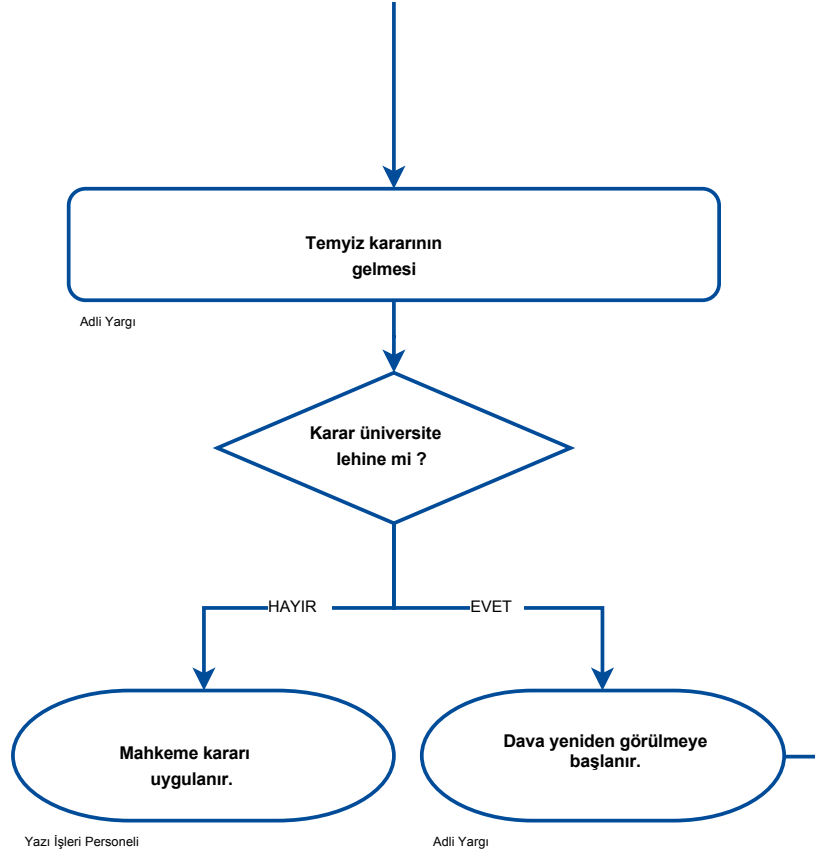 Temyiz kararının
gelmesi
Adli Yargı
Karar üniversite
lehine mi ?
HAYIR
EVET
Mahkeme kararı
uygulanır.
Dava yeniden görülmeye
başlanır.
Yazı İşleri Personeli
Adli Yargı